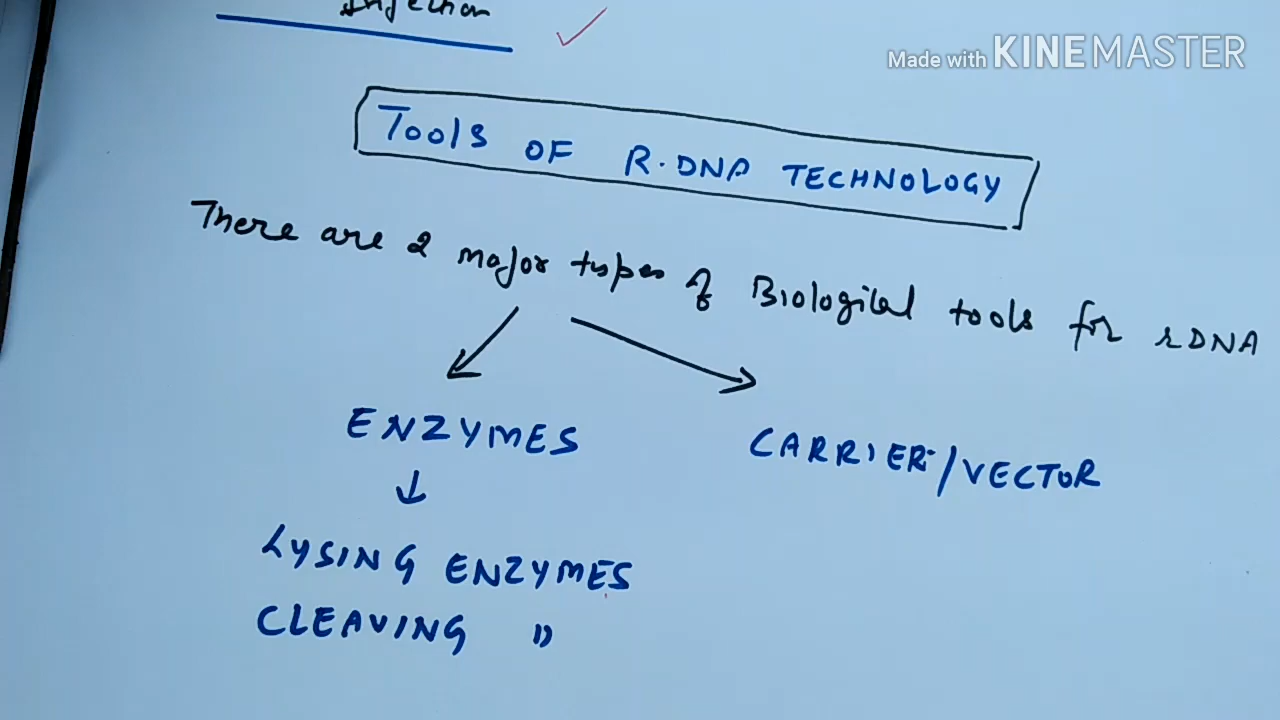 Injection
Made with KINEMASTER
Tools OF R.DNA TECHNOLOGY
There are 2 major types of Biological tools for rDNA
ENZYMES
CARRIER/VECTOR
LYSING ENZYMES
CLEAVING "